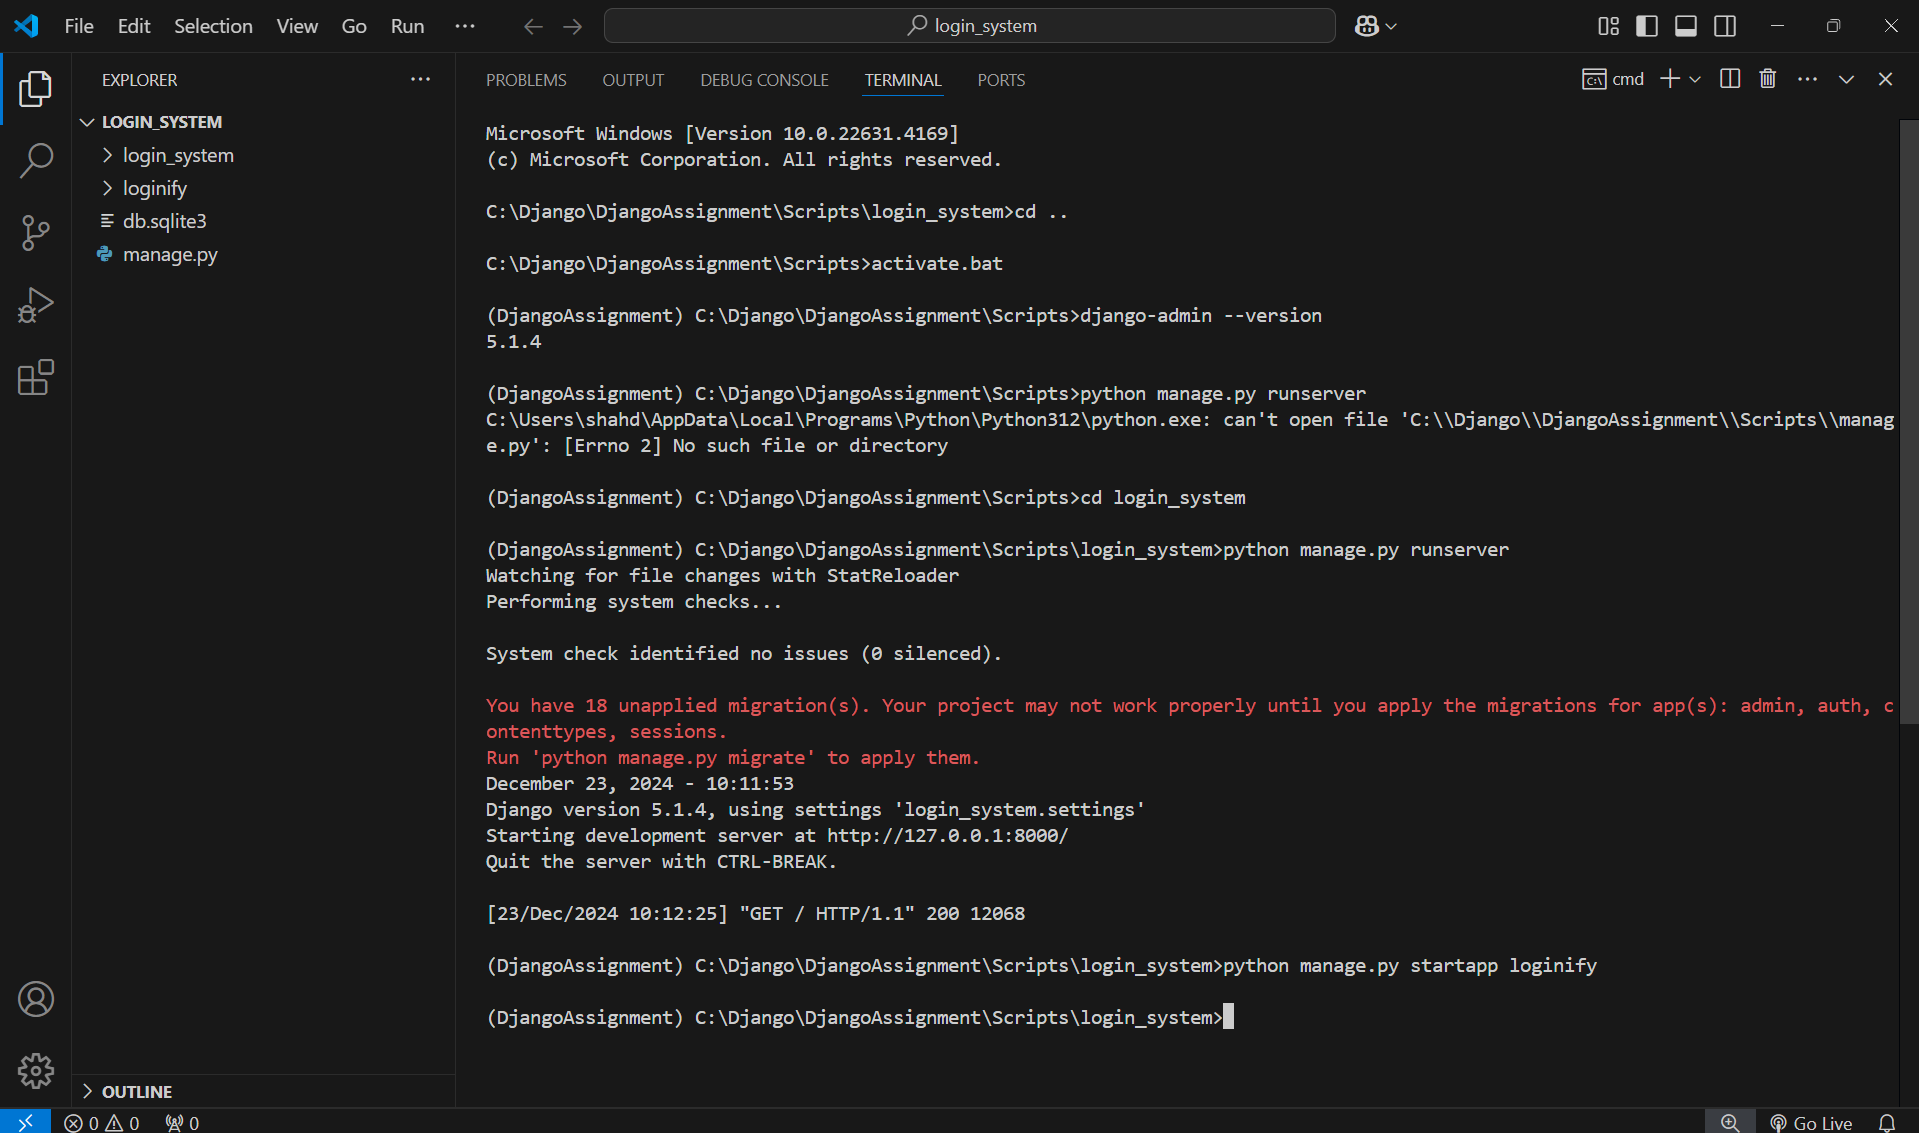 File Edit Selection View Go Run ··· login_system
EXPLORER ···
LOGIN_SYSTEM
login_system
loginify
db.sqlite3
manage.py
OUTLINE
PROBLEMS OUTPUT DEBUG CONSOLE TERMINAL PORTS cmd ···
Microsoft Windows [Version 10.0.22631.4169]
(c) Microsoft Corporation. All rights reserved.
C:\Django\DjangoAssignment\Scripts\login_system>cd ..
C:\Django\DjangoAssignment\Scripts>activate.bat
(DjangoAssignment) C:\Django\DjangoAssignment\Scripts>django-admin --version
5.1.4
(DjangoAssignment) C:\Django\DjangoAssignment\Scripts>python manage.py runserver
C:\Users\shahd\AppData\Local\Programs\Python\Python312\python.exe: can't open file 'C:\\Django\\DjangoAssignment\\Scripts\\manag
e.py': [Errno 2] No such file or directory
(DjangoAssignment) C:\Django\DjangoAssignment\Scripts>cd login_system
(DjangoAssignment) C:\Django\DjangoAssignment\Scripts\login_system>python manage.py runserver
Watching for file changes with StatReloader
Performing system checks...
System check identified no issues (0 silenced).
You have 18 unapplied migration(s). Your project may not work properly until you apply the migrations for app(s): admin, auth, c
ontenttypes, sessions.
Run 'python manage.py migrate' to apply them.
December 23, 2024 - 10:11:53
Django version 5.1.4, using settings 'login_system.settings'
Starting development server at http://127.0.0.1:8000/
Quit the server with CTRL-BREAK.
[23/Dec/2024 10:12:25] "GET / HTTP/1.1" 200 12068
(DjangoAssignment) C:\Django\DjangoAssignment\Scripts\login_system>python manage.py startapp loginify
(DjangoAssignment) C:\Django\DjangoAssignment\Scripts\login_system>
0 0 0 Go Live